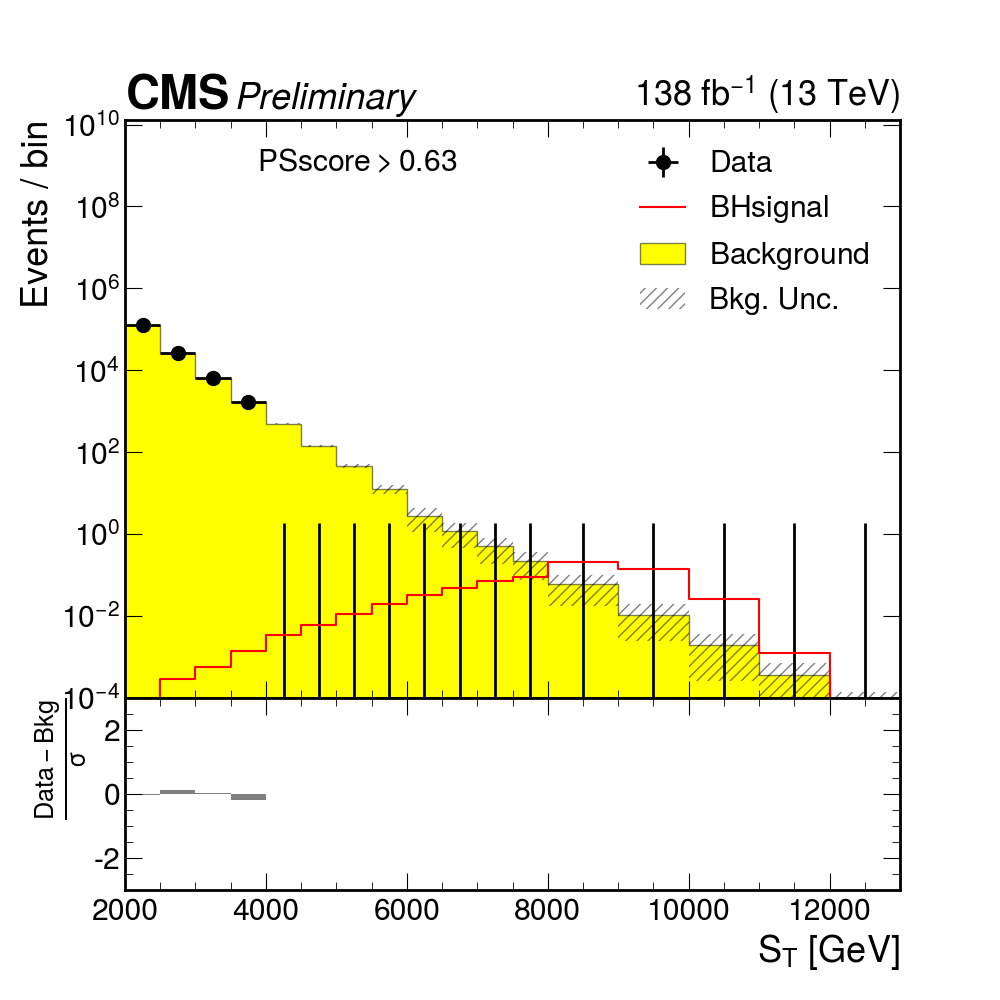 CMS Preliminary
138 fb⁻¹ (13 TeV)
Events / bin
PSscore > 0.63
Data
BHsignal
Background
Bkg. Unc.
10¹⁰
10⁸
10⁶
10⁴
10²
10⁰
10⁻²
10⁻⁴
Data – Bkg
σ
2
0
-2
2000 4000 6000 8000 10000 12000
S_T [GeV]